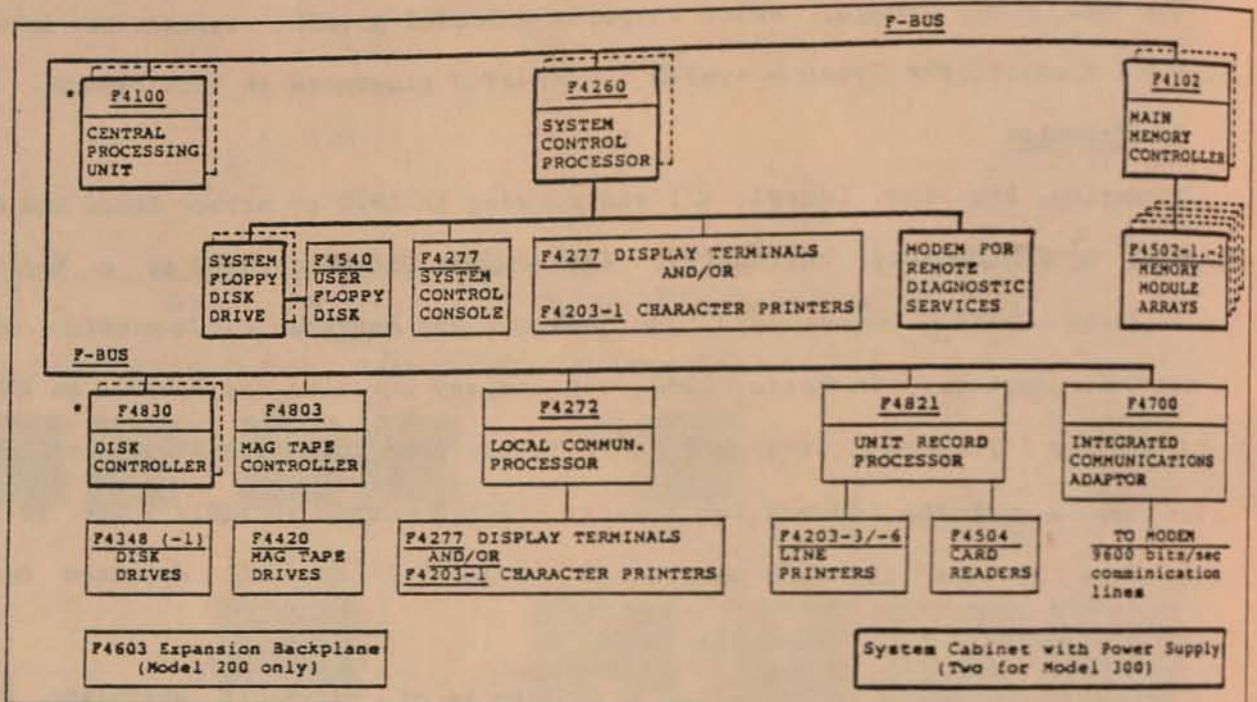 F-BUS
* F4100
CENTRAL
PROCESSING
UNIT
F4260
SYSTEM
CONTROL
PROCESSOR
F4102
MAIN
MEMORY
CONTROLLER
SYSTEM
FLOPPY
DISK
DRIVE
F4540
USER
FLOPPY
DISK
F4277
SYSTEM
CONTROL
CONSOLE
F4277 DISPLAY TERMINALS
AND/OR
F4203-1 CHARACTER PRINTERS
MODEM FOR
REMOTE
DIAGNOSTIC
SERVICES
F4502-1,-2
MEMORY
MODULE
ARRAYS
F-BUS
* F4830
DISK
CONTROLLER
F4803
MAG TAPE
CONTROLLER
F4272
LOCAL COMMUN.
PROCESSOR
F4821
UNIT RECORD
PROCESSOR
F4700
INTEGRATED
COMMUNICATIONS
ADAPTOR
F4348 (-1)
DISK
DRIVES
F4420
MAG TAPE
DRIVES
F4277 DISPLAY TERMINALS
AND/OR
F4203-1 CHARACTER PRINTERS
F4203-3/-6
LINE
PRINTERS
F4504
CARD
READERS
TO MODEM
9600 bits/sec
comminication
lines
F4603 Expansion Backplane
(Model 200 only)
System Cabinet with Power Supply
(Two for Model 300)